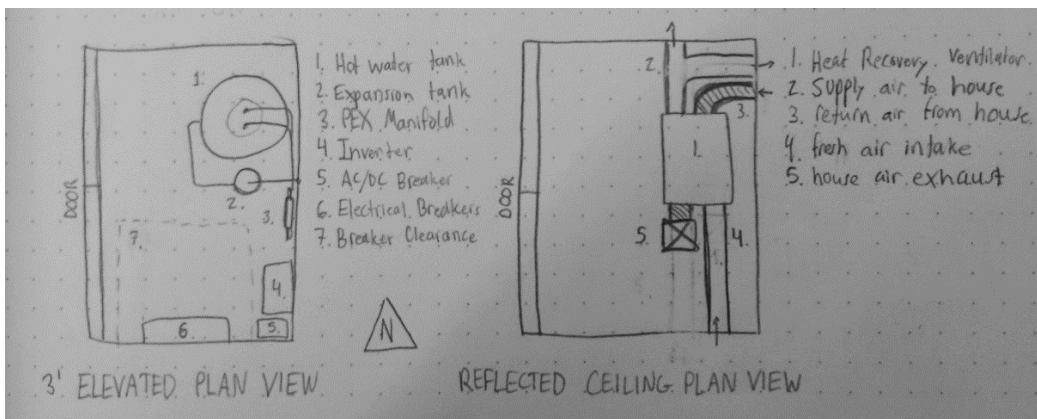 1.
2.
3.
4.
5.
6
7.
DOOR
1. Hot water tank
2. Expansion tank
3. PEX Manifold
4. Inverter
5. AC/DC Breaker
6. Electrical Breakers
7. Breaker Clearance
N
3' ELEVATED PLAN VIEW
DOOR
1.
2.
3.
4.
5.
1. Heat Recovery Ventilator.
2. Supply air to house
3. return air from house.
4. fresh air intake
5. house air exhaust
REFLECTED CEILING PLAN VIEW